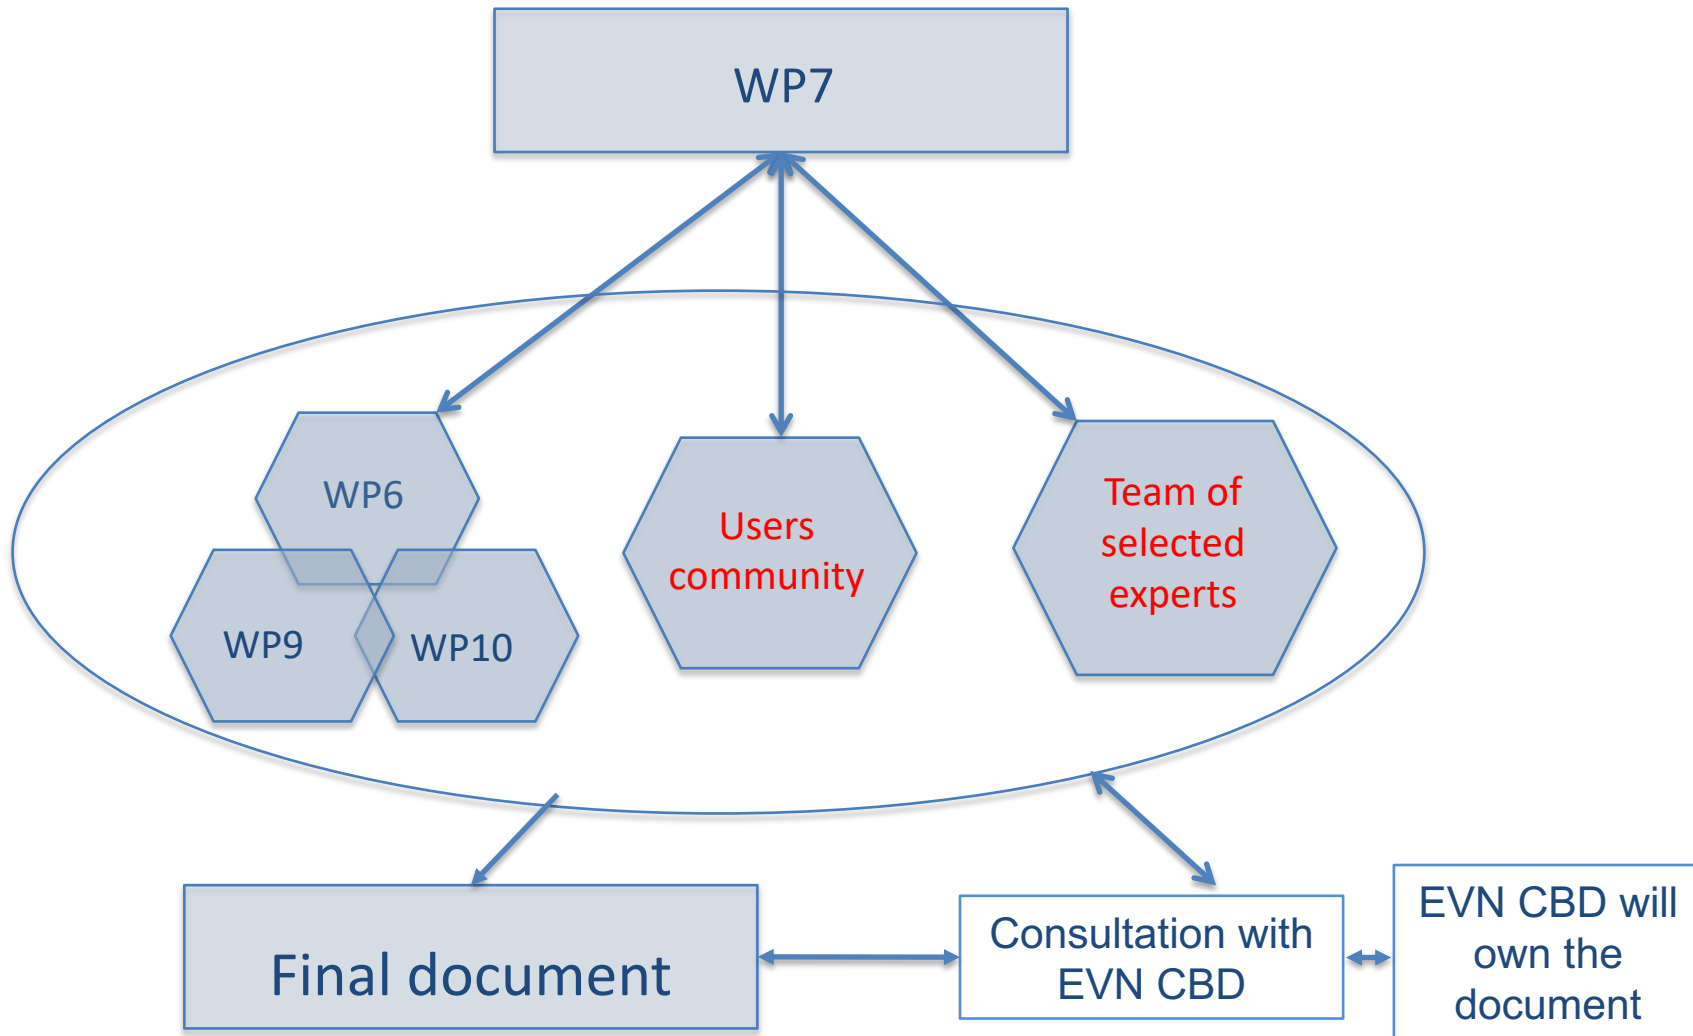 WP7
WP6
WP9
WP10
Users
community
Team of
selected
experts
Final document
Consultation with
EVN CBD
EVN CBD will
own the
document